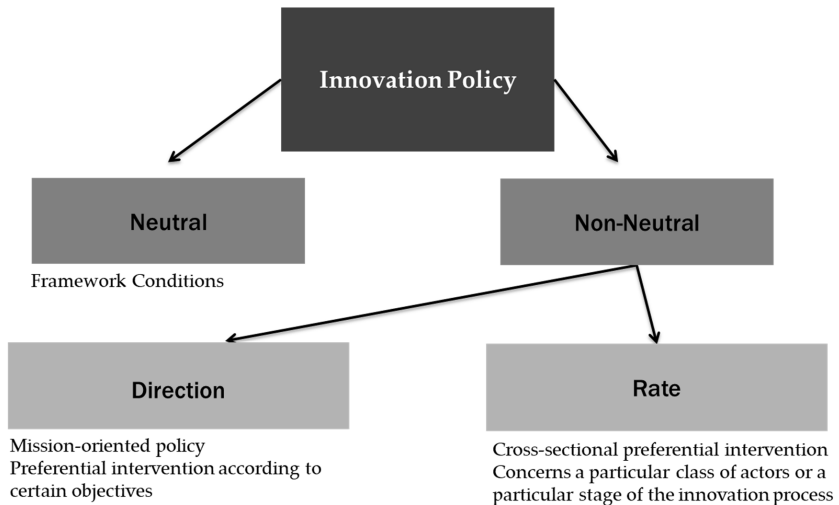 Innovation Policy
Neutral
Non-Neutral
Framework Conditions
Direction
Rate
Mission-oriented policy
Preferential intervention according to
certain objectives
Cross-sectional preferential intervention
Concerns a particular class of actors or a
particular stage of the innovation process